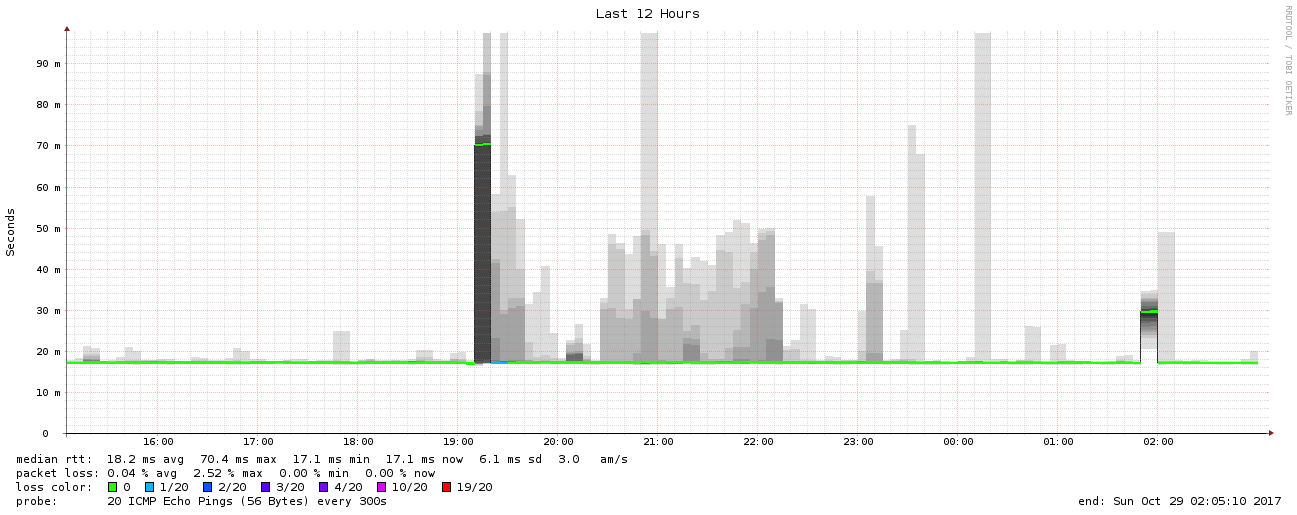 Last 12 Hours
RRDTOOL / TOBI OETIKER
Seconds
90 m
80 m
70 m
60 m
50 m
40 m
30 m
20 m
10 m
0
16:00 17:00 18:00 19:00 20:00 21:00 22:00 23:00 00:00 01:00 02:00
median rtt: 18.2 ms avg 70.4 ms max 17.1 ms min 17.1 ms now 6.1 ms sd 3.0 am/s
packet loss: 0.04 % avg 2.52 % max 0.00 % min 0.00 % now
loss color: 0 1/20 2/20 3/20 4/20 10/20 19/20
probe: 20 ICMP Echo Pings (56 Bytes) every 300s end: Sun Oct 29 02:05:10 2017